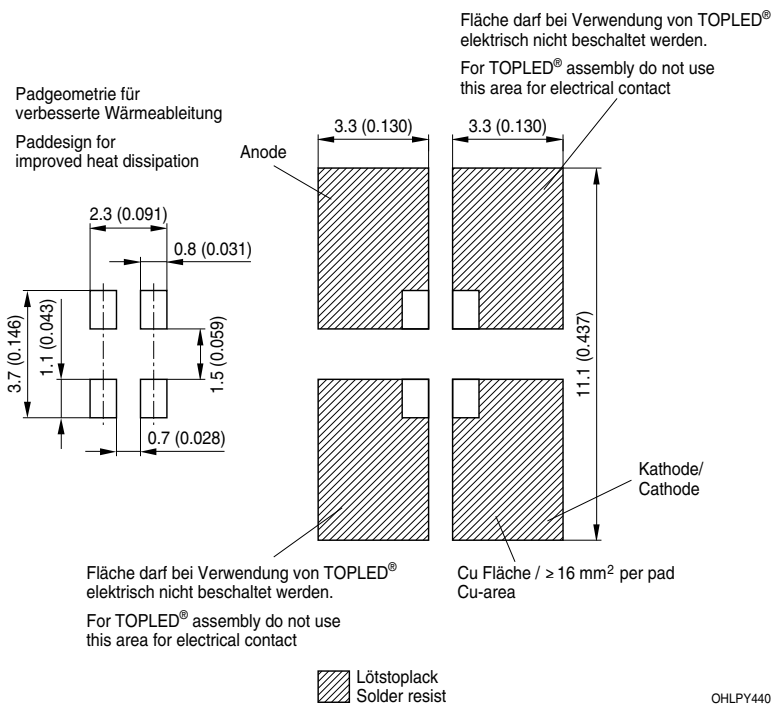 Fläche darf bei Verwendung von TOPLED®
elektrisch nicht beschaltet werden.
For TOPLED® assembly do not use
this area for electrical contact
Padgeometrie für
verbesserte Wärmeableitung
Paddesign for
improved heat dissipation
Anode
3.3 (0.130)
3.3 (0.130)
2.3 (0.091)
0.8 (0.031)
3.7 (0.146)
1.1 (0.043)
1.5 (0.059)
0.7 (0.028)
11.1 (0.437)
Kathode/
Cathode
Fläche darf bei Verwendung von TOPLED®
elektrisch nicht beschaltet werden.
For TOPLED® assembly do not use
this area for electrical contact
Cu Fläche / ≥ 16 mm² per pad
Cu-area
Lötstoplack
Solder resist
OHLPY440